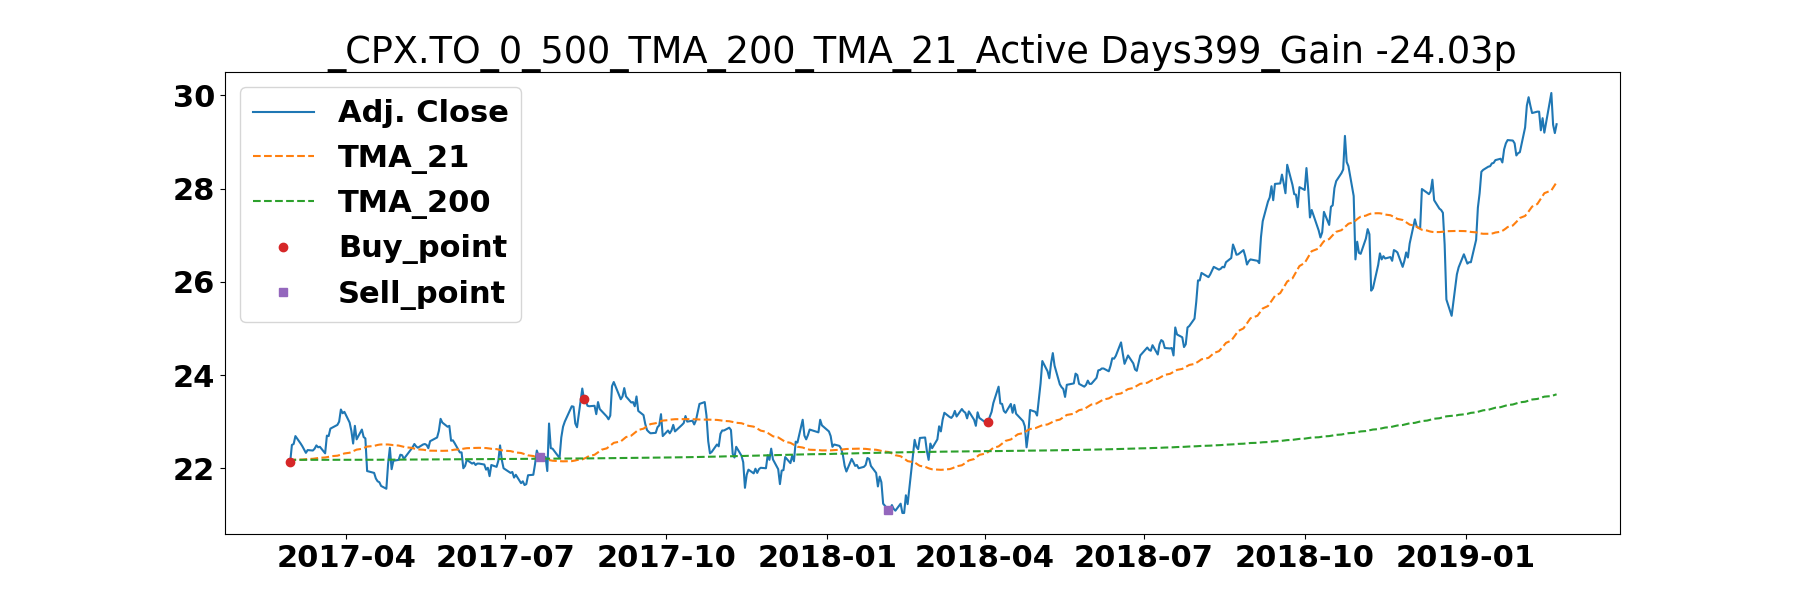 _CPX.TO_0_500_TMA_200_TMA_21_Active Days399_Gain -24.03p
30
28
26
24
22
Adj. Close
TMA_21
TMA_200
Buy_point
Sell_point
2017-04 2017-07 2017-10 2018-01 2018-04 2018-07 2018-10 2019-01